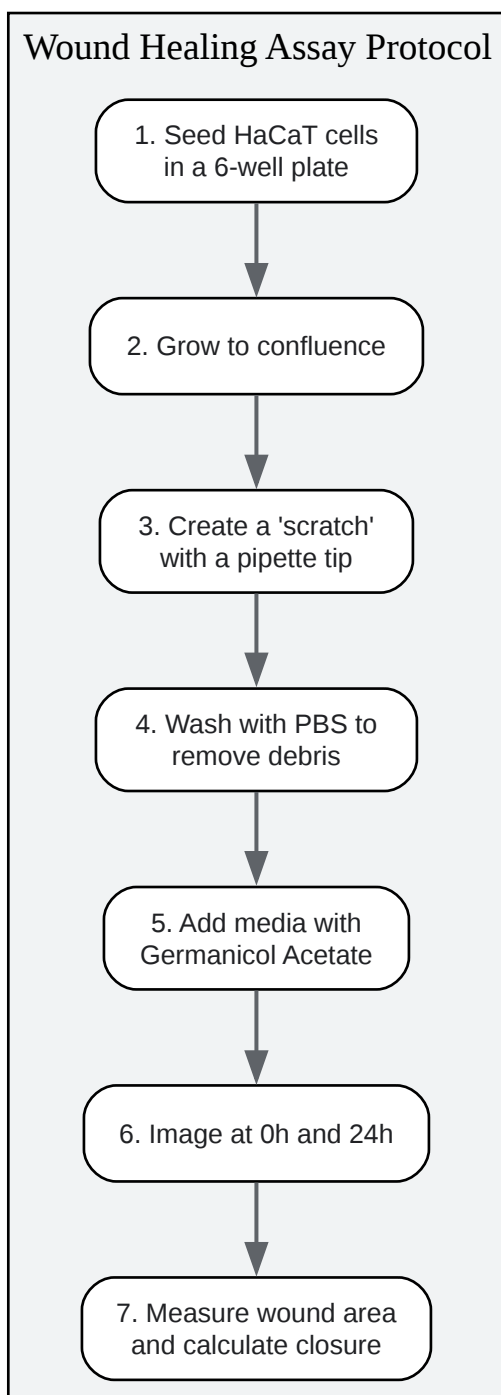 Wound Healing Assay Protocol
1. Seed HaCaT cells
in a 6-well plate
2. Grow to confluence
3. Create a 'scratch'
with a pipette tip
4. Wash with PBS to
remove debris
5. Add media with
Germanicol Acetate
6. Image at 0h and 24h
7. Measure wound area
and calculate closure